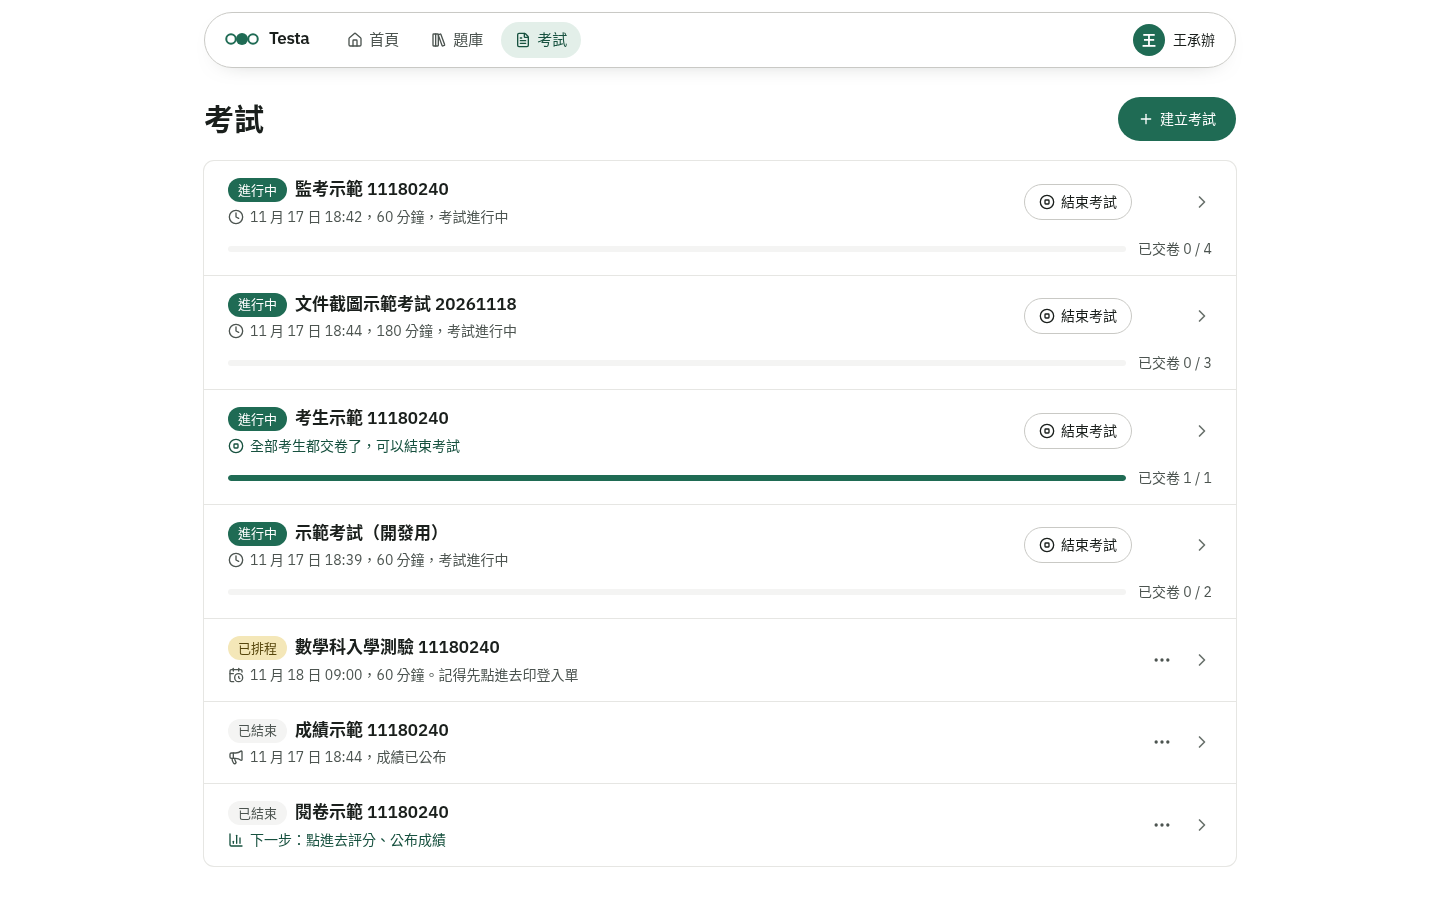 Testa
首頁
題庫
考試
王
王承辦
考試
建立考試
進行中 監考示範 11180240
11 月 17 日 18:42，60 分鐘，考試進行中
結束考試
已交卷 0 / 4
進行中 文件截圖示範考試 20261118
11 月 17 日 18:44，180 分鐘，考試進行中
結束考試
已交卷 0 / 3
進行中 考生示範 11180240
全部考生都交卷了，可以結束考試
結束考試
已交卷 1 / 1
進行中 示範考試（開發用）
11 月 17 日 18:39，60 分鐘，考試進行中
結束考試
已交卷 0 / 2
已排程 數學科入學測驗 11180240
11 月 18 日 09:00，60 分鐘。記得先點進去印登入單
已結束 成績示範 11180240
11 月 17 日 18:44，成績已公布
已結束 閱卷示範 11180240
下一步：點進去評分、公布成績